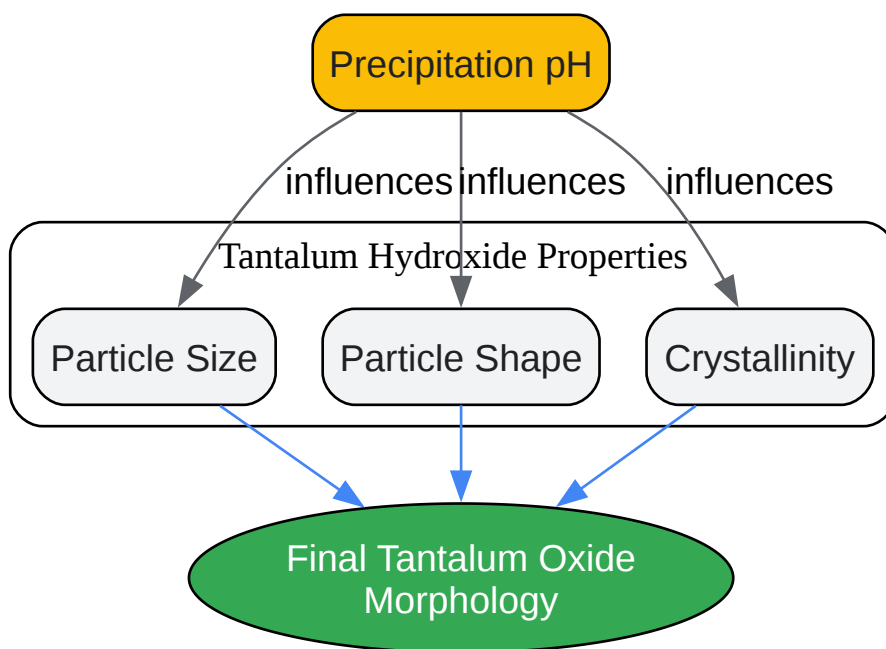 Precipitation pH
influences
influences
influences
Tantalum Hydroxide Properties
Particle Size
Particle Shape
Crystallinity
Final Tantalum Oxide
Morphology